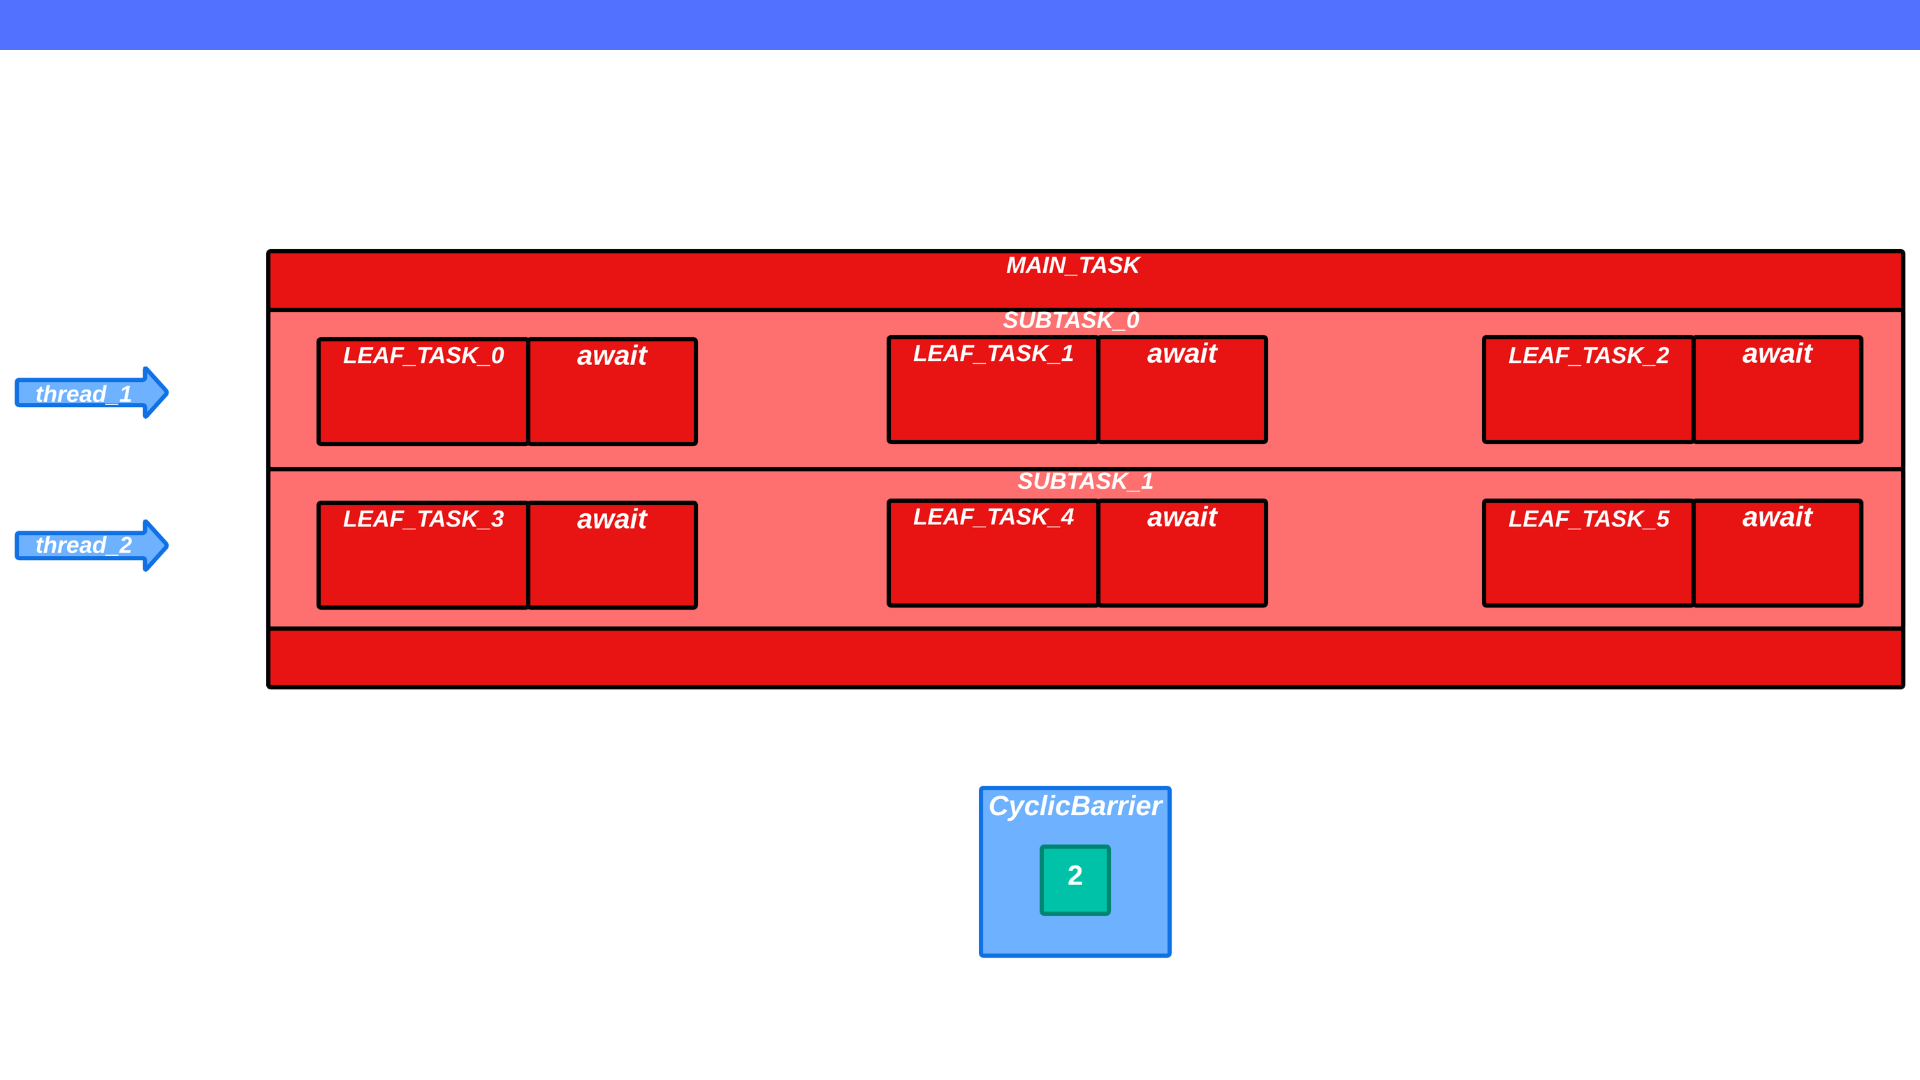 MAIN_TASK
SUBTASK_0
LEAF_TASK_0 await LEAF_TASK_1 await LEAF_TASK_2 await
thread_1
SUBTASK_1
LEAF_TASK_3 await LEAF_TASK_4 await LEAF_TASK_5 await
thread_2
CyclicBarrier
2